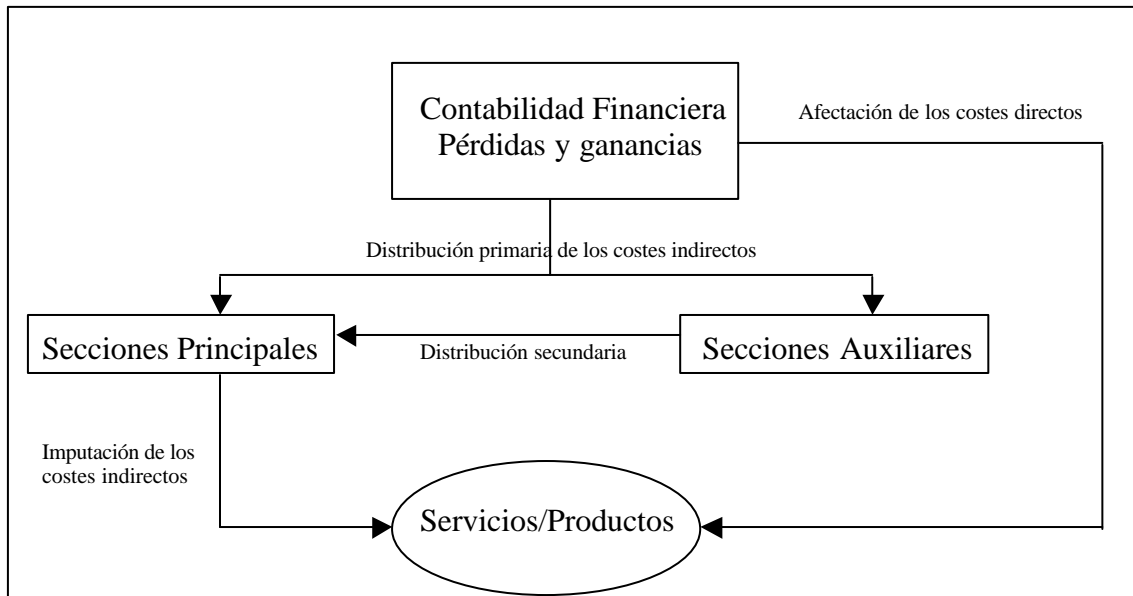 Contabilidad Financiera
Pérdidas y ganancias
Afectación de los costes directos
Distribución primaria de los costes indirectos
Secciones Principales
Distribución secundaria
Secciones Auxiliares
Imputación de los
costes indirectos
Servicios/Productos